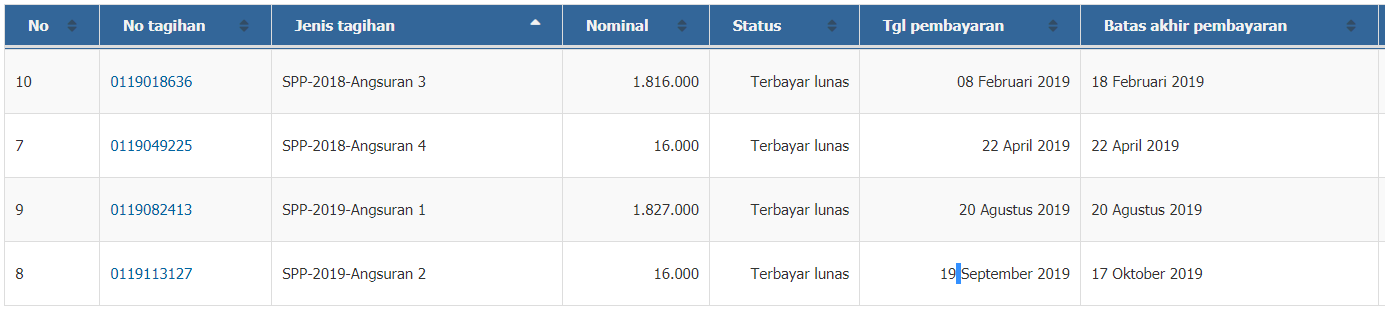 No No tagihan Jenis tagihan Nominal Status Tgl pembayaran Batas akhir pembayaran
10 0119018636 SPP-2018-Angsuran 3 1.816.000 Terbayar lunas 08 Februari 2019 18 Februari 2019
7 0119049225 SPP-2018-Angsuran 4 16.000 Terbayar lunas 22 April 2019 22 April 2019
9 0119082413 SPP-2019-Angsuran 1 1.827.000 Terbayar lunas 20 Agustus 2019 20 Agustus 2019
8 0119113127 SPP-2019-Angsuran 2 16.000 Terbayar lunas 19 September 2019 17 Oktober 2019